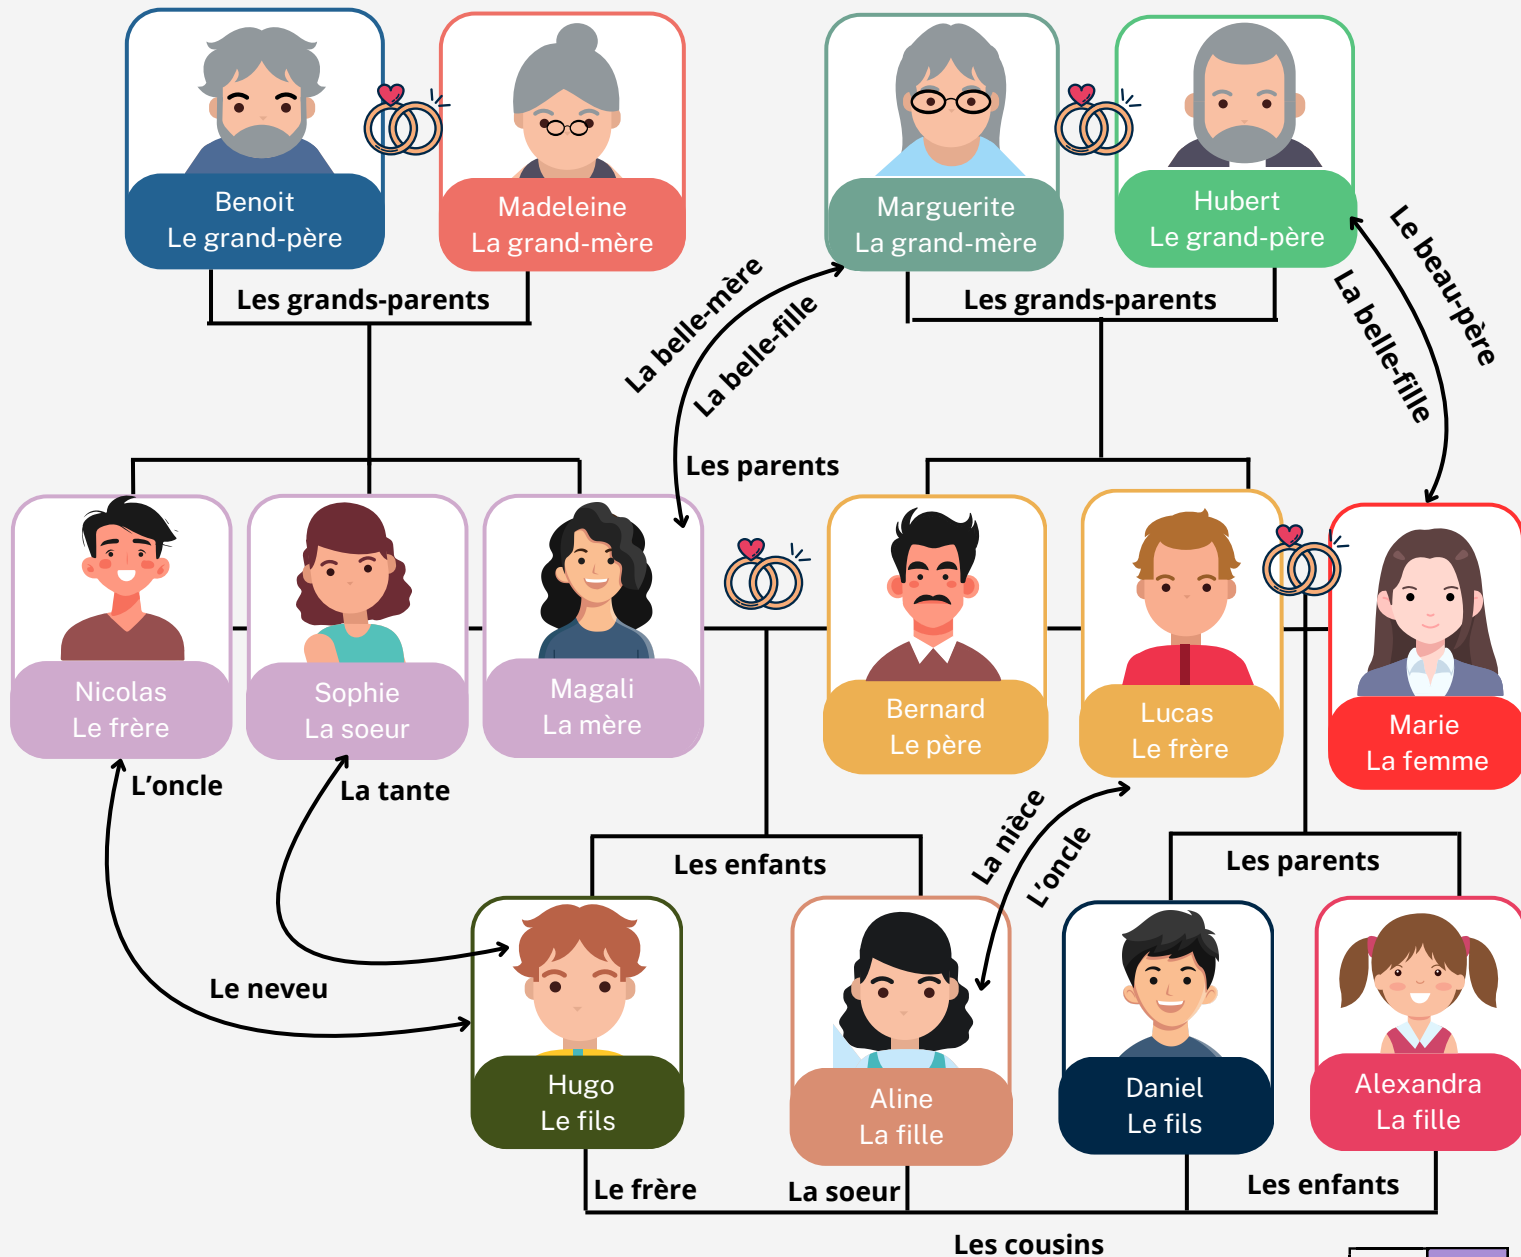 Benoit
Le grand-père
Madeleine
La grand-mère
Marguerite
La grand-mère
Hubert
Le grand-père
Les grands-parents
Les grands-parents
La belle-mère
La belle-fille
Le beau-père
La belle-fille
Les parents
Nicolas
Le frère
Sophie
La soeur
Magali
La mère
Bernard
Le père
Lucas
Le frère
Marie
La femme
L’oncle
La tante
La nièce
L’oncle
Les enfants
Les parents
Le neveu
Hugo
Le fils
Aline
La fille
Daniel
Le fils
Alexandra
La fille
Le frère
La soeur
Les enfants
Les cousins